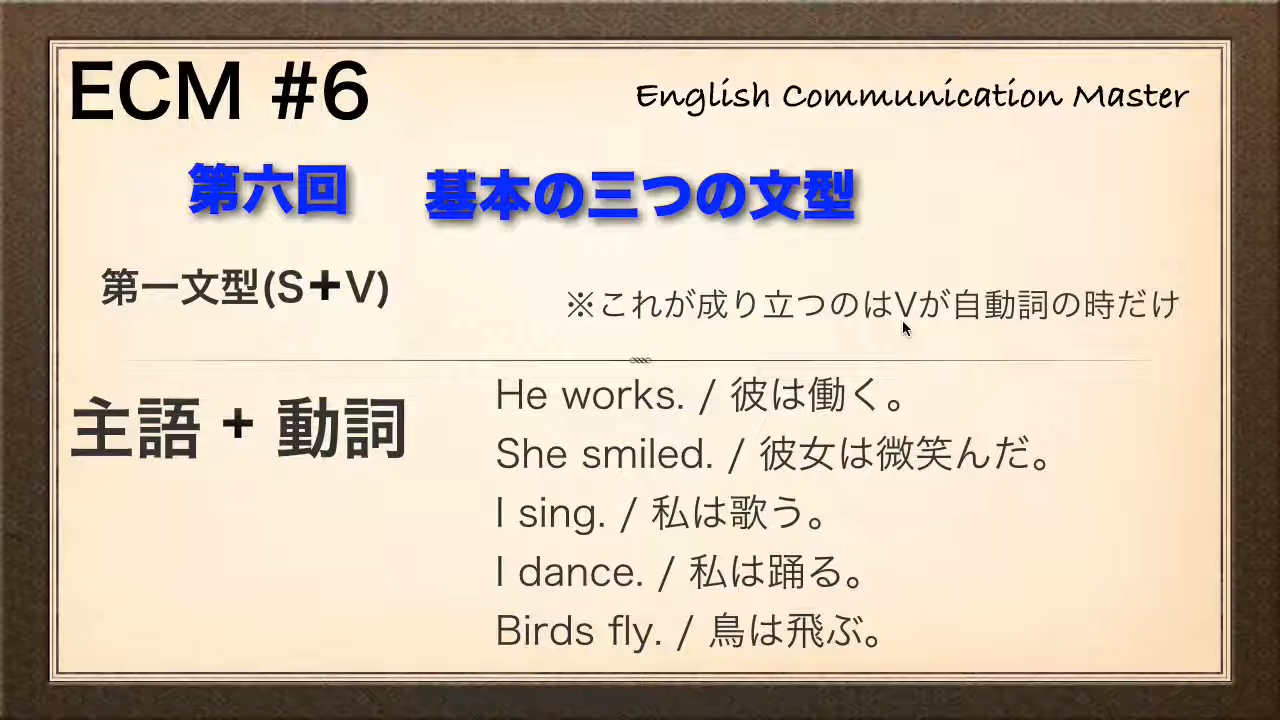 ECM #6
English Communication Master
第六回 基本の三つの文型
第一文型(S+V)
※これが成り立つのはVが自動詞の時だけ
主語 + 動詞
He works. / 彼は働く。
She smiled. / 彼女は微笑んだ。
I sing. / 私は歌う。
I dance. / 私は踊る。
Birds fly. / 鳥は飛ぶ。